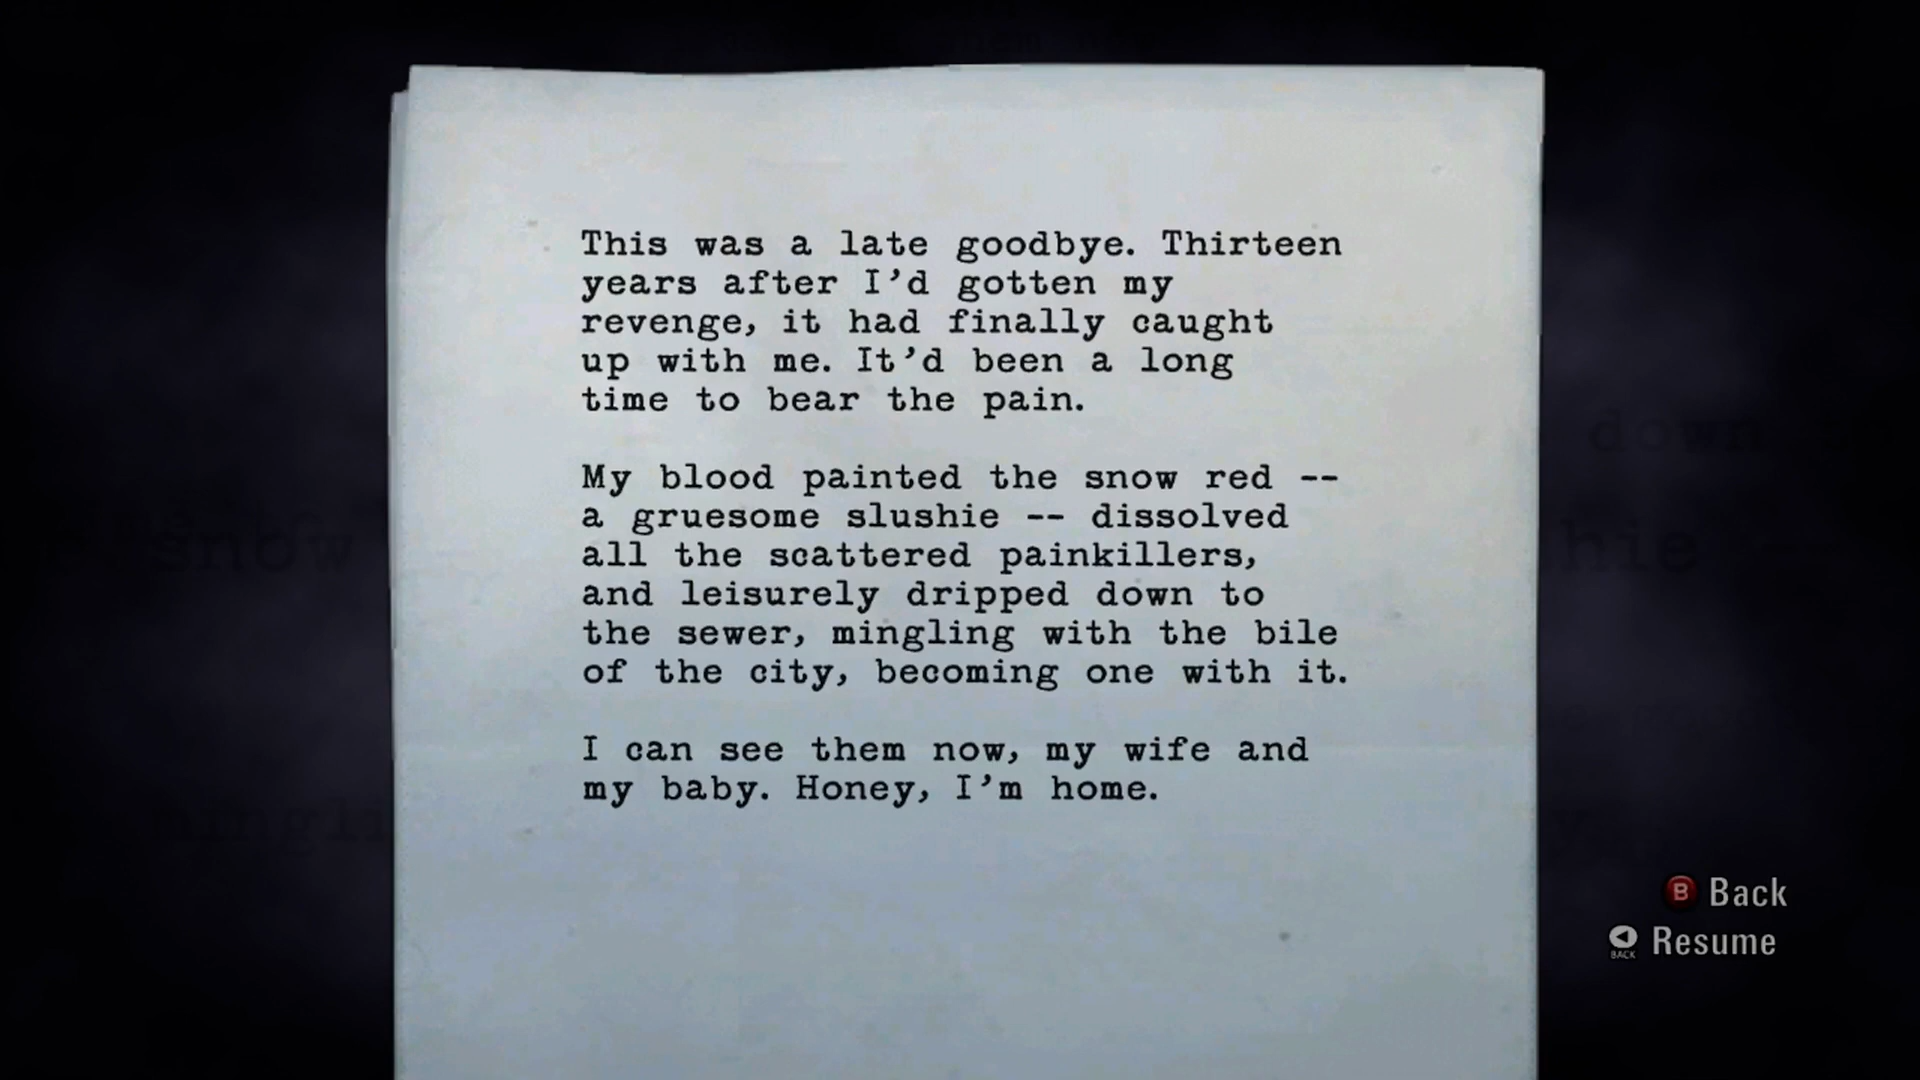 This was a late goodbye. Thirteen
years after I'd gotten my
revenge, it had finally caught
up with me. It'd been a long
time to bear the pain.
My blood painted the snow red --
a gruesome slushie -- dissolved
all the scattered painkillers,
and leisurely dripped down to
the sewer, mingling with the bile
of the city, becoming one with it.
I can see them now, my wife and
my baby. Honey, I'm home.
down
snow
B Back
BACK Resume